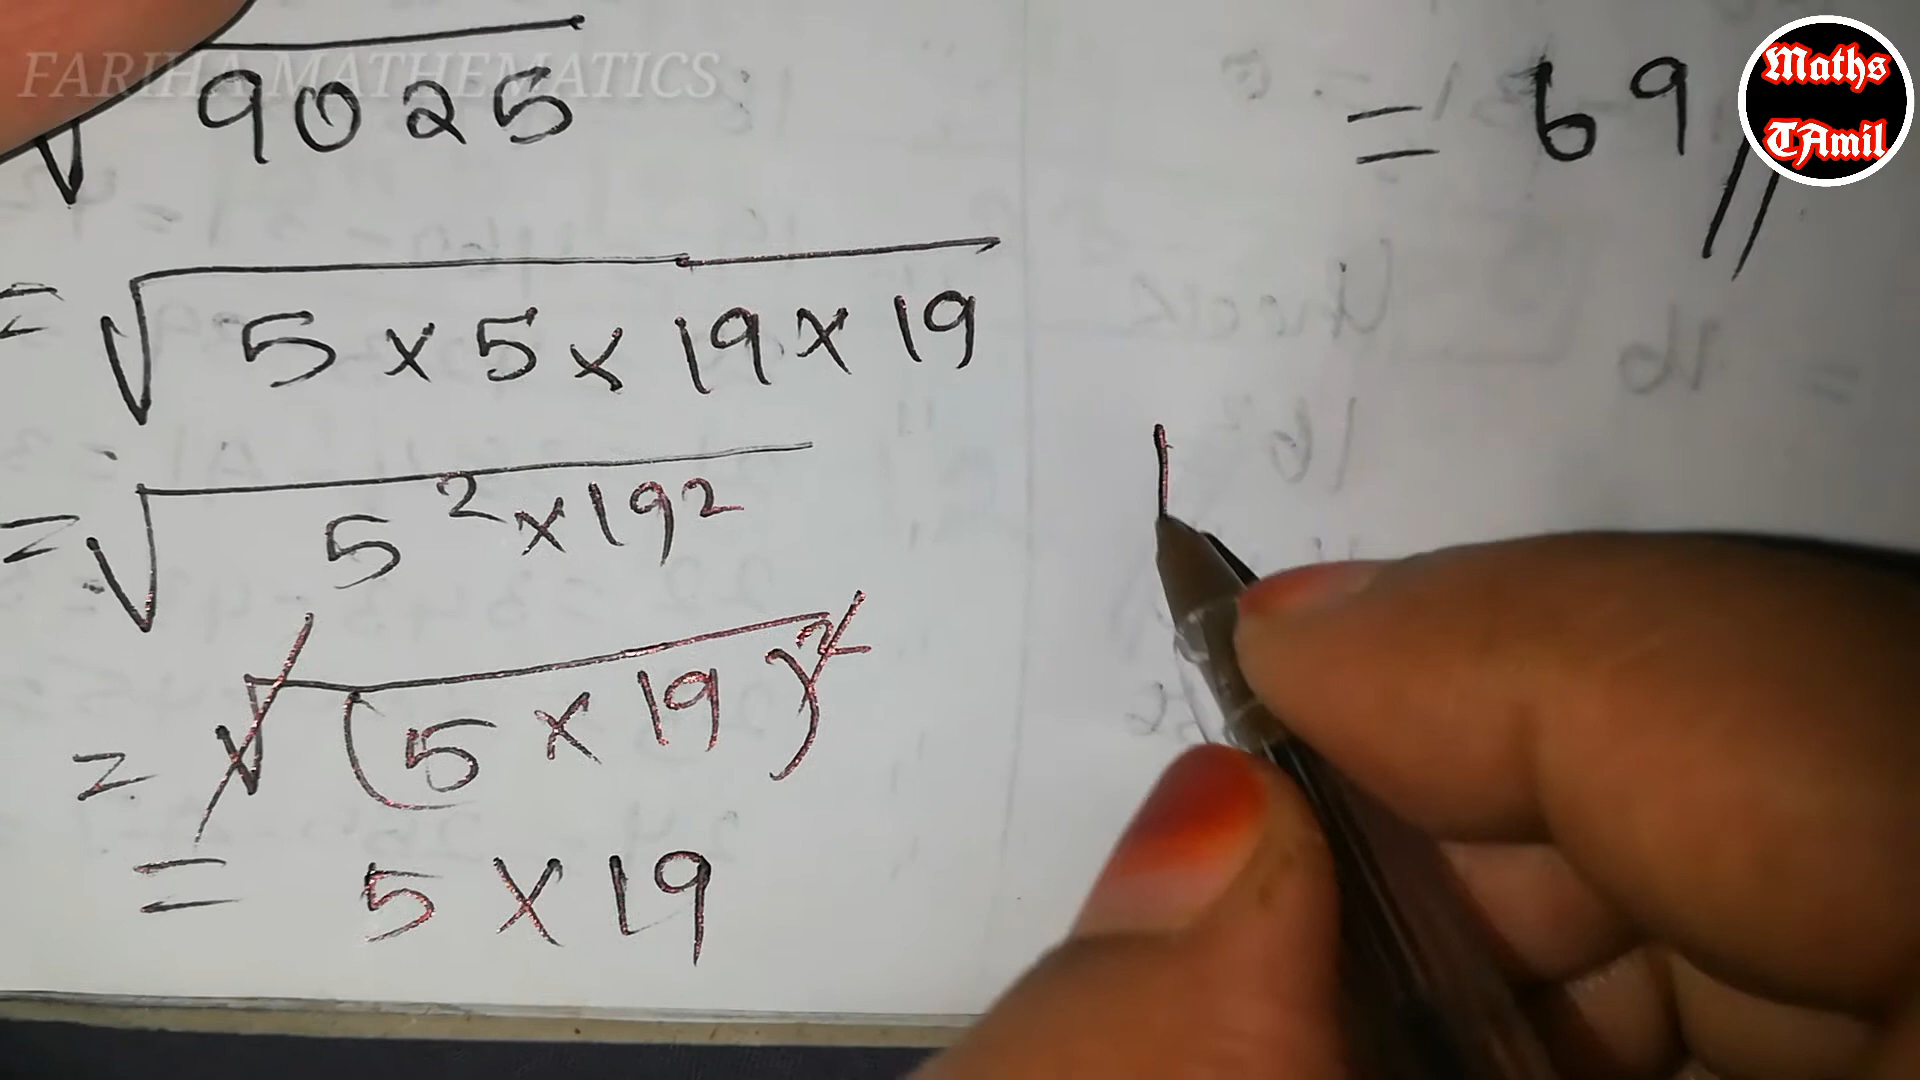 FARIHA MATHEMATICS
√9025
= √5 × 5 × 19 × 19
= √5² × 19²
= √(5 × 19)²
= 5 × 19
= 69 //
Maths
TAmil